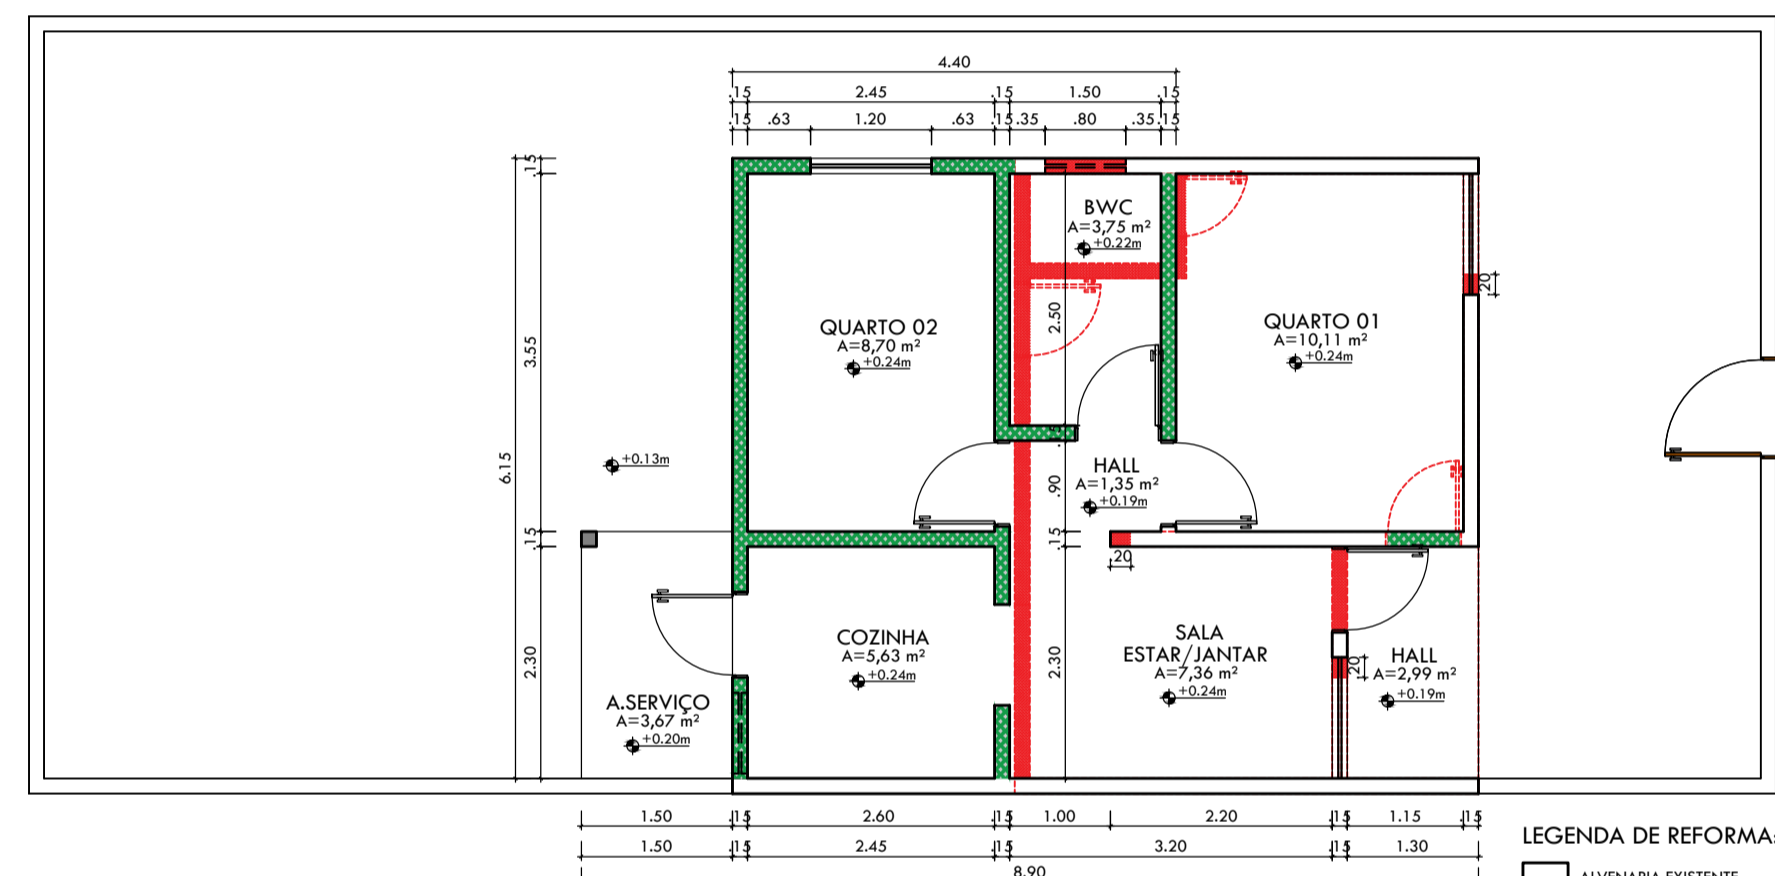 4.40
.15 2.45 .15 1.50 .15
.15 .63 1.20 .63 .15 .35 .80 .35 .15
.15
BWC
A=3,75 m²
+0.22m
.20
2.50
QUARTO 02
A=8,70 m²
+0.24m
QUARTO 01
A=10,11 m²
+0.24m
3.55
6.15
+0.13m
HALL
A=1,35 m²
+0.19m
.90
.15
.15
.20
COZINHA
A=5,63 m²
+0.24m
SALA
ESTAR/JANTAR
A=7,36 m²
+0.24m
HALL
A=2,99 m²
+0.19m
.20
2.30
2.30
A.SERVIÇO
A=3,67 m²
+0.20m
1.50 .15 2.60 .15 1.00 2.20 .15 1.15 .15
1.50 .15 2.45 .15 3.20 .15 1.30
8.90
LEGENDA DE REFORMA:
ALVENARIA EXISTENTE